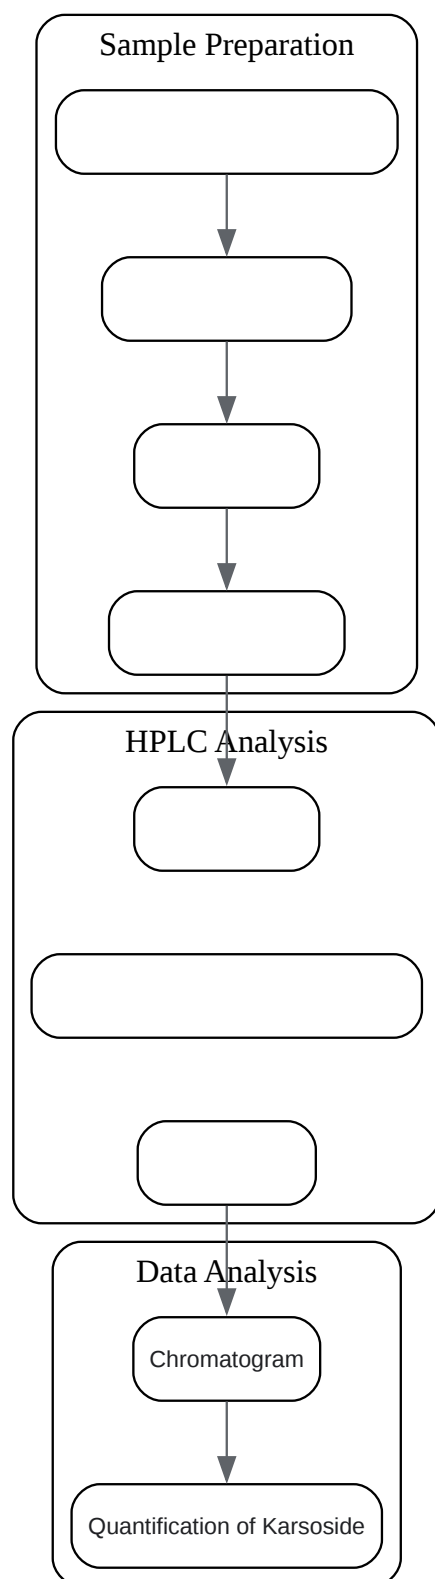 Sample Preparation
HPLC Analysis
Data Analysis
Chromatogram
Quantification of Karsoside